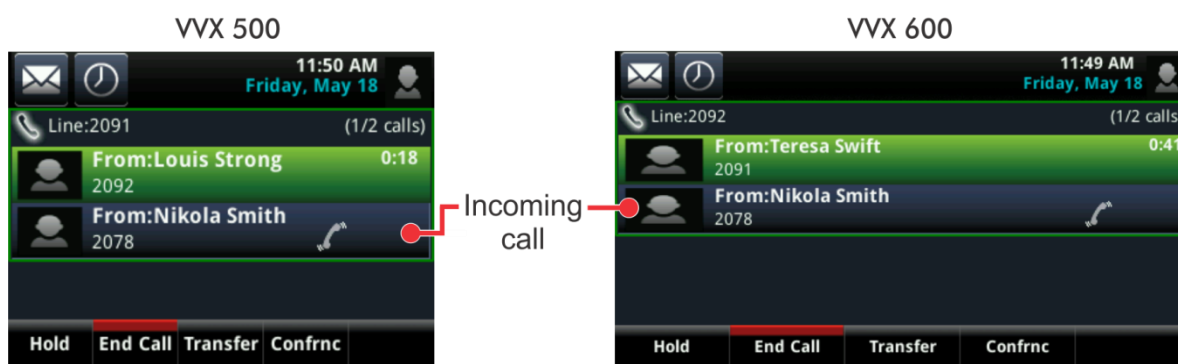 VVX 500
11:50 AM
Friday, May 18
Line:2091 (1/2 calls)
From:Louis Strong 0:18
2092
From:Nikola Smith
2078
Hold End Call Transfer Confrnc
Incoming
call
VVX 600
11:49 AM
Friday, May 18
Line:2092 (1/2 calls
From:Teresa Swift 0:41
2091
From:Nikola Smith
2078
Hold End Call Transfer Confrnc